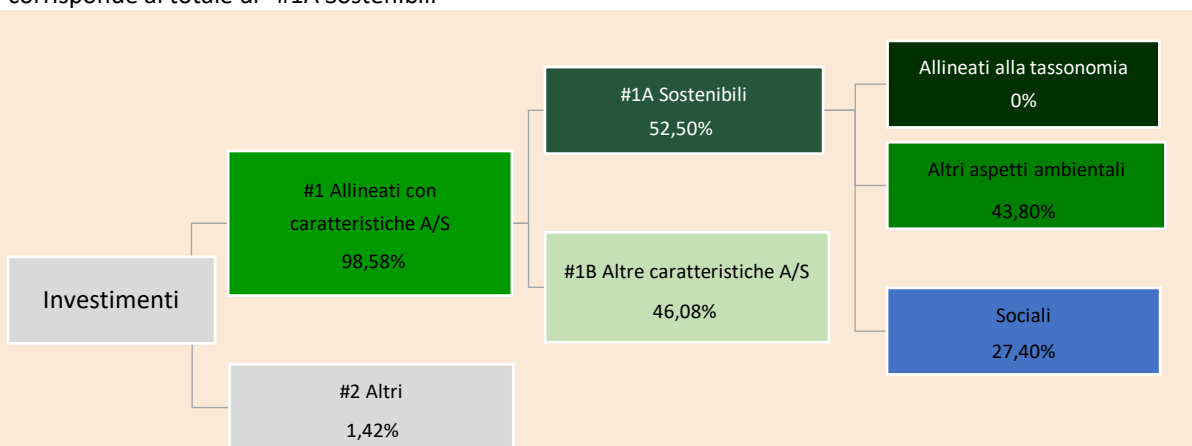 corrisponde al totale di "#1A Sostenibili"
Investimenti
#1 Allineati con
caratteristiche A/S
98,58%
#2 Altri
1,42%
#1A Sostenibili
52,50%
#1B Altre caratteristiche A/S
46,08%
Allineati alla tassonomia
0%
Altri aspetti ambientali
43,80%
Sociali
27,40%